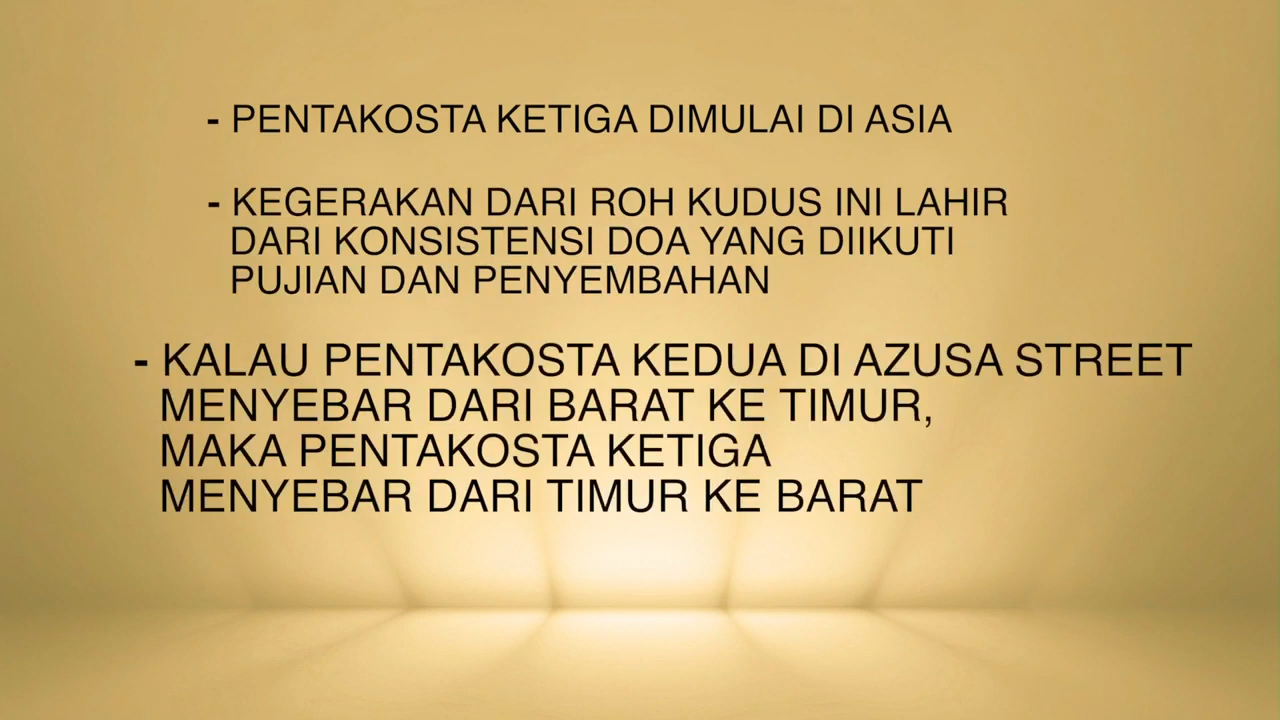 - PENTAKOSTA KETIGA DIMULAI DI ASIA
- KEGERAKAN DARI ROH KUDUS INI LAHIR
DARI KONSISTENSI DOA YANG DIIKUTI
PUJIAN DAN PENYEMBAHAN
- KALAU PENTAKOSTA KEDUA DI AZUSA STREET
MENYEBAR DARI BARAT KE TIMUR,
MAKA PENTAKOSTA KETIGA
MENYEBAR DARI TIMUR KE BARAT